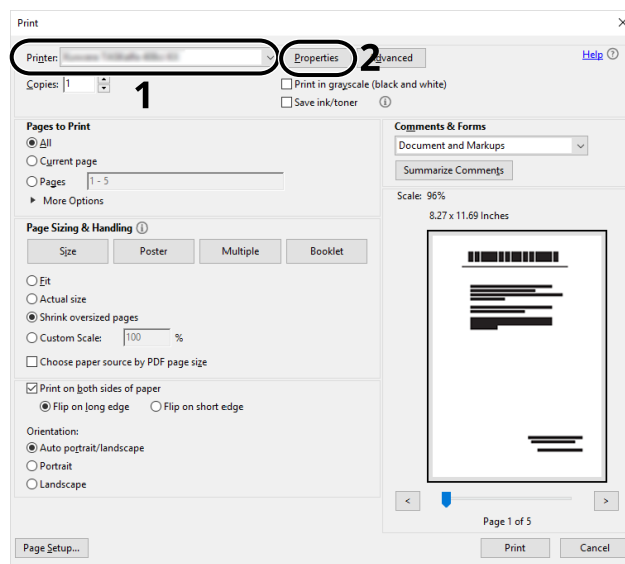 Print
Printer:
Properties
2
dvanced
Help
Copies: 1
1
Print in grayscale (black and white)
Save ink/toner
Pages to Print
All
Current page
Pages 1 - 5
More Options
Page Sizing & Handling
Size Poster Multiple Booklet
Fit
Actual size
Shrink oversized pages
Custom Scale: 100 %
Choose paper source by PDF page size
Print on both sides of paper
Flip on long edge Flip on short edge
Orientation:
Auto portrait/landscape
Portrait
Landscape
Comments & Forms
Document and Markups
Summarize Comments
Scale: 96%
8.27 x 11.69 Inches
< >
Page 1 of 5
Page Setup...
Print Cancel